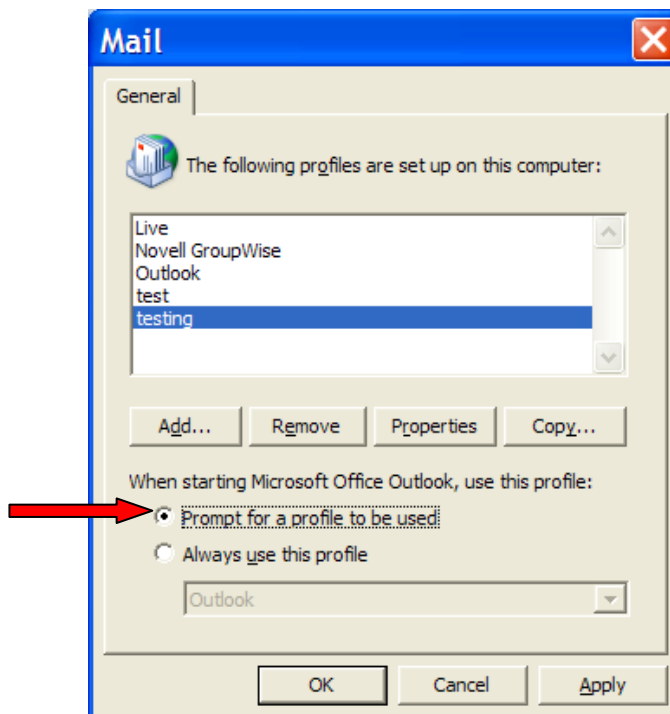 Mail
General
The following profiles are set up on this computer:
Live
Novell GroupWise
Outlook
test
testing
Add... Remove Properties Copy...
When starting Microsoft Office Outlook, use this profile:
Prompt for a profile to be used
Always use this profile
Outlook
OK Cancel Apply